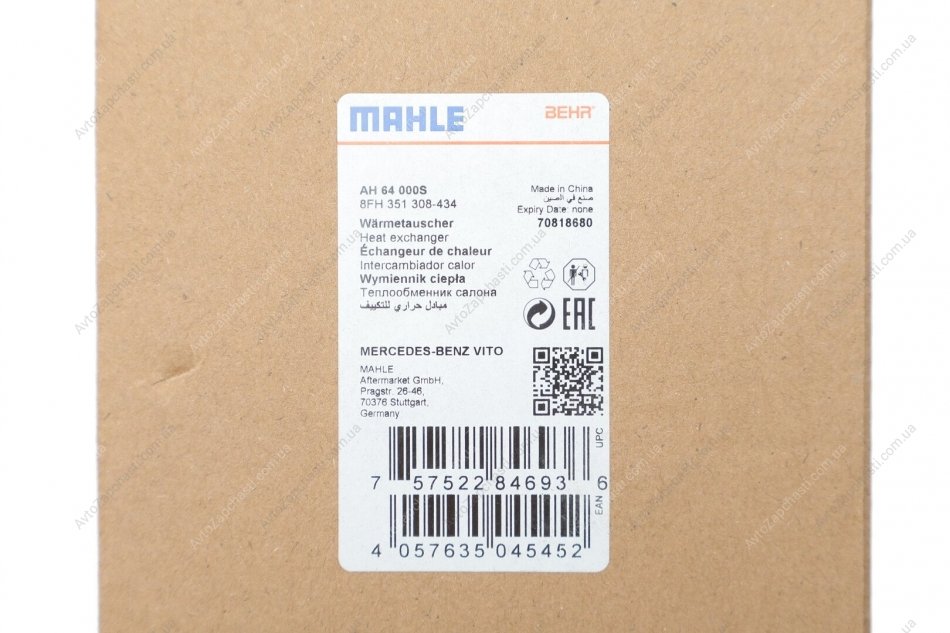 MAHLE
BEHR
AH 64 000S
8FH 351 308-434
Wärmetauscher
Heat exchanger
Échangeur de chaleur
Intercambiador calor
Wymiennik ciepła
Теплообменник салона
مبادل حراري للتكييف
Made in China
صنع في الصين
Expiry Date: none
70818680
EAC
MERCEDES-BENZ VITO
MAHLE
Aftermarket GmbH,
Pragstr. 26-46,
70376 Stuttgart,
Germany
UPC
7 57522 84693 6
EAN
4 057635 045452
AvtoZapchasti.com.ua